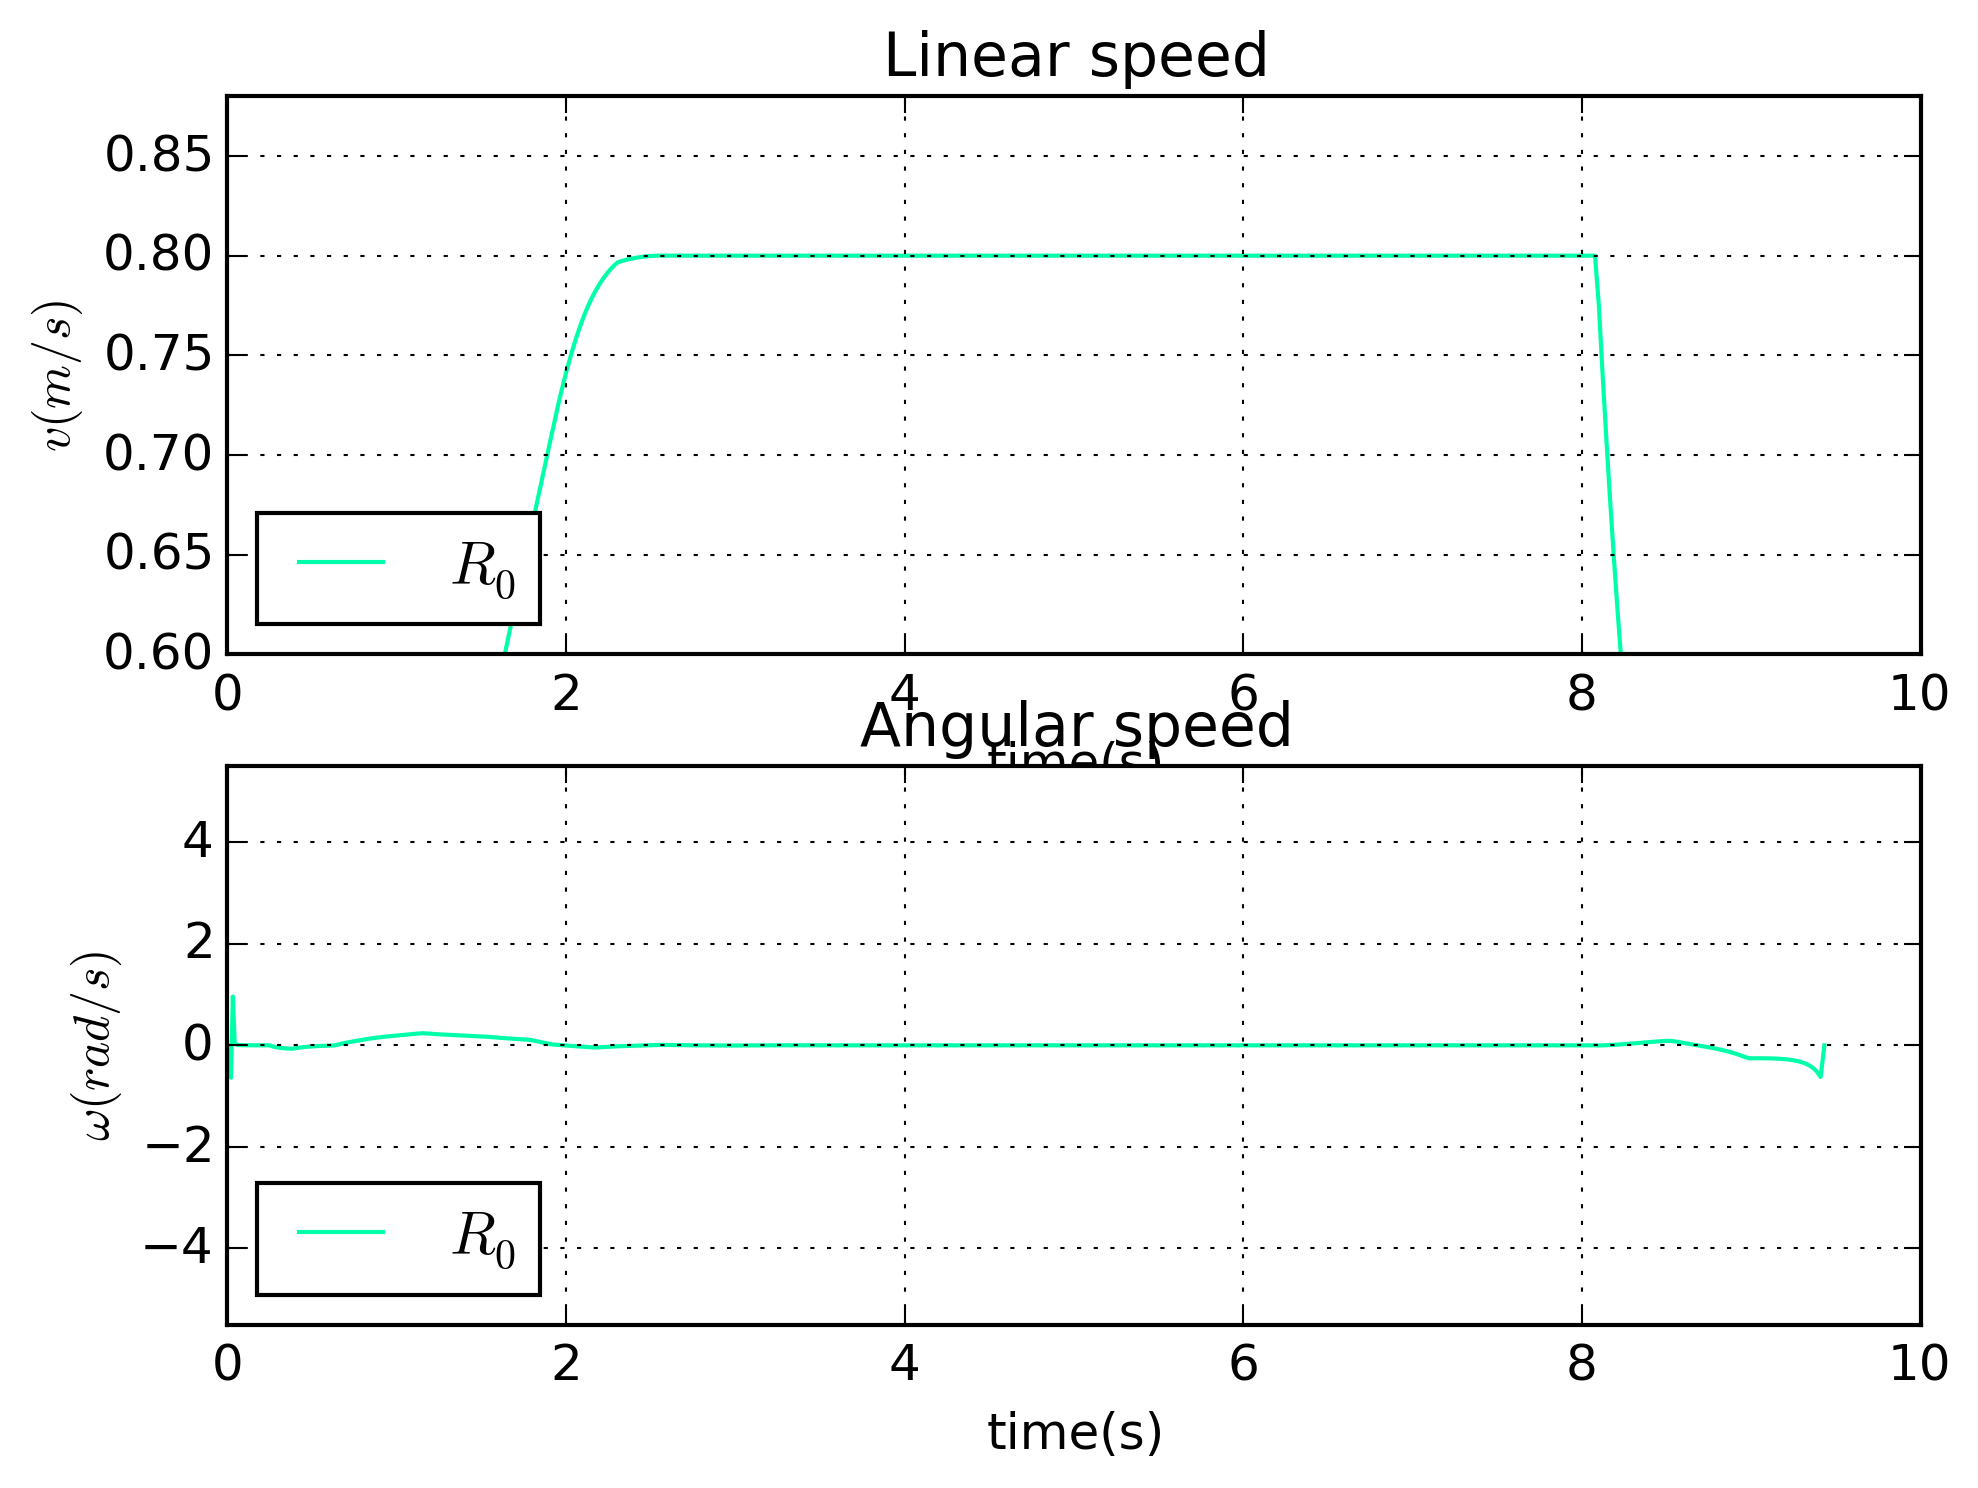 Linear speed
0.85
0.80
0.75
0.70
0.65
0.60
v(m/s)
R₀
0 2 4 6 8 10
time(s)
Angular speed
4
2
0
−2
−4
ω(rad/s)
R₀
0 2 4 6 8 10
time(s)